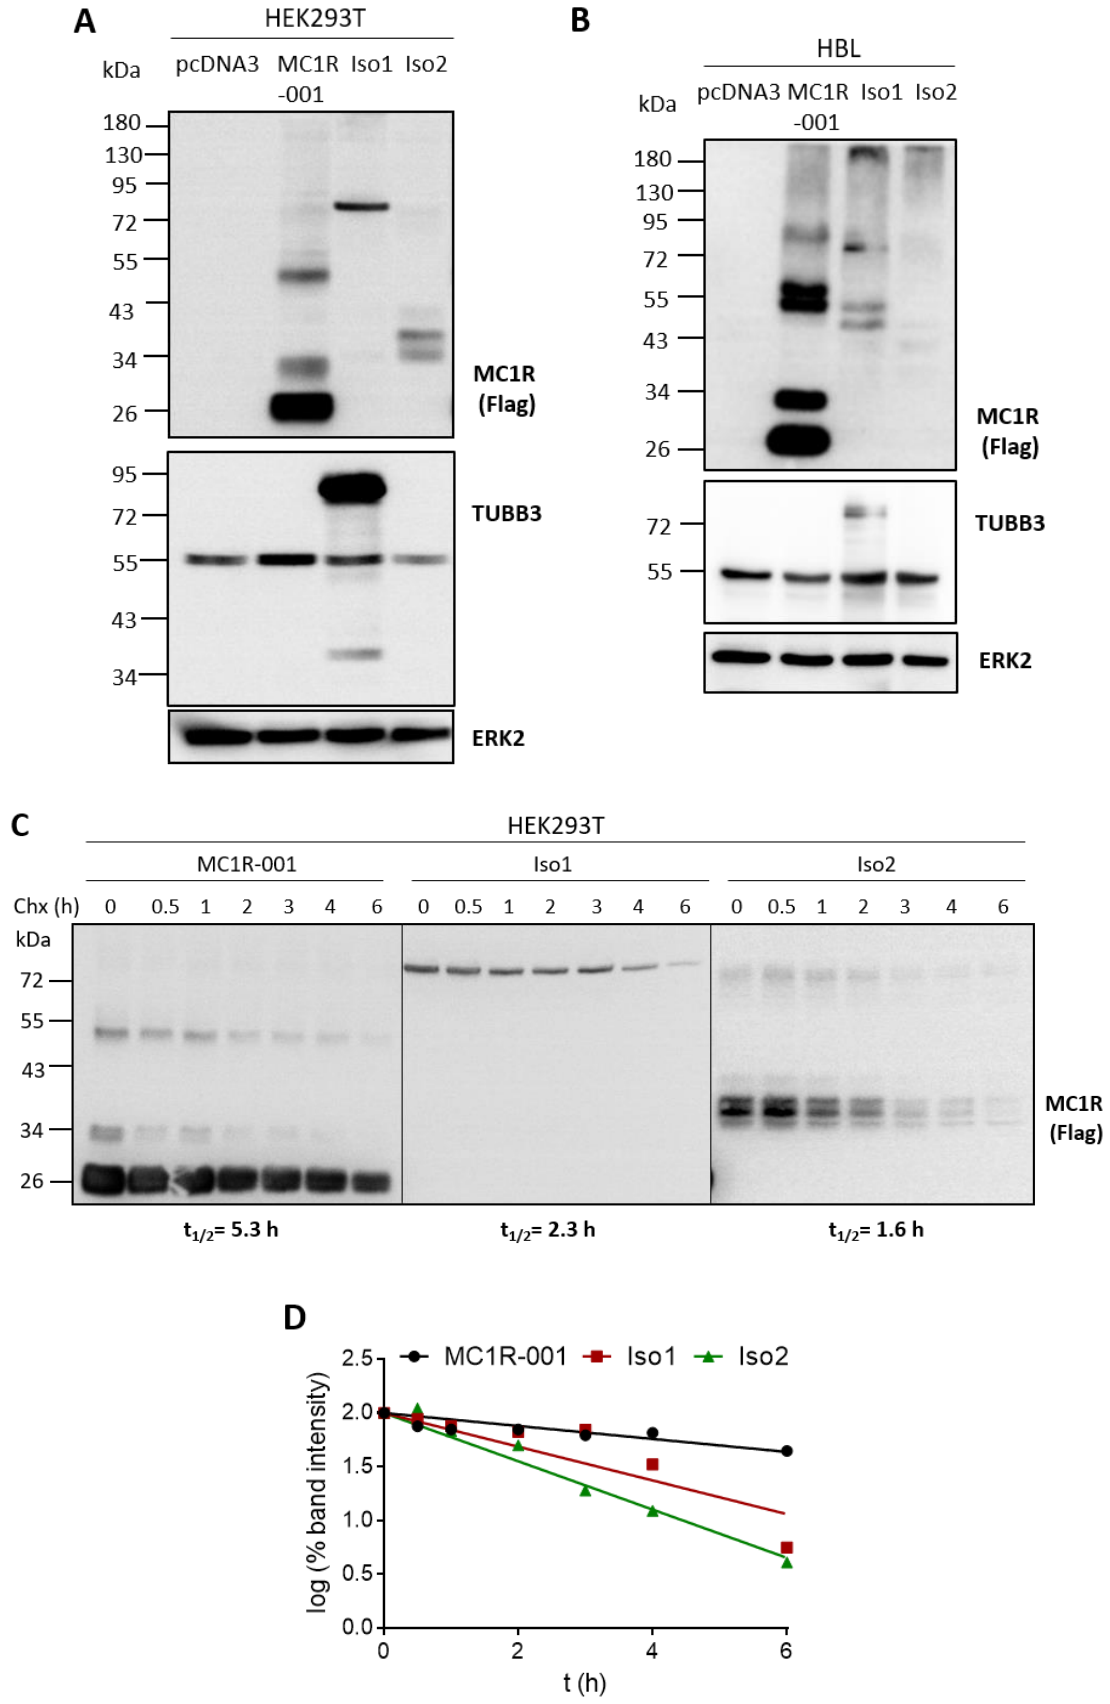 A
HEK293T
kDa
pcDNA3 MC1R Iso1 Iso2
-001
180
130
95
72
55
43
34
26
MC1R
(Flag)
95
72
55
43
34
TUBB3
ERK2
B
HBL
kDa
pcDNA3 MC1R Iso1 Iso2
-001
180
130
95
72
55
43
34
26
MC1R
(Flag)
72
55
TUBB3
ERK2
C
HEK293T
MC1R-001 Iso1 Iso2
Chx (h) 0 0.5 1 2 3 4 6 0 0.5 1 2 3 4 6 0 0.5 1 2 3 4 6
kDa
72
55
43
34
26
MC1R
(Flag)
t1/2= 5.3 h t1/2= 2.3 h t1/2= 1.6 h
D
MC1R-001 Iso1 Iso2
log (% band intensity)
2.5
2.0
1.5
1.0
0.5
0.0
0 2 4 6
t (h)